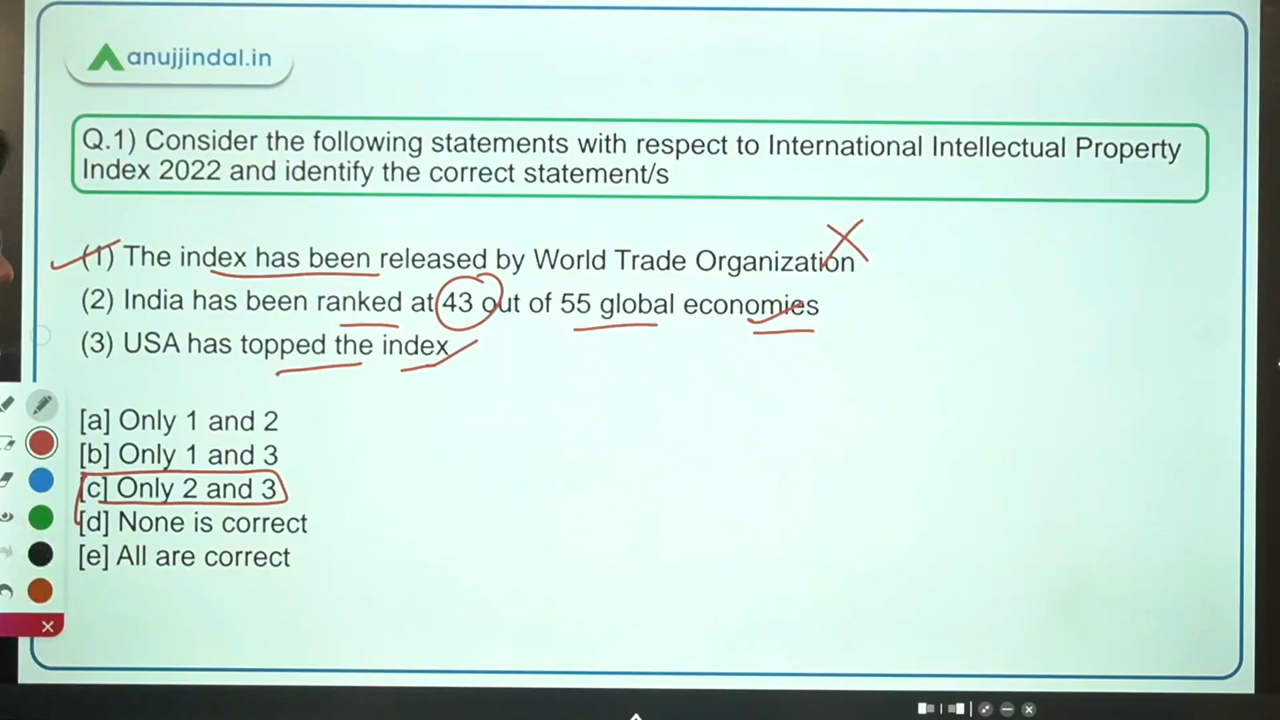 anujjindal.in
Q.1) Consider the following statements with respect to International Intellectual Property
Index 2022 and identify the correct statement/s
(1) The index has been released by World Trade Organization
(2) India has been ranked at 43 out of 55 global economies
(3) USA has topped the index
[a] Only 1 and 2
[b] Only 1 and 3
[c] Only 2 and 3
[d] None is correct
[e] All are correct